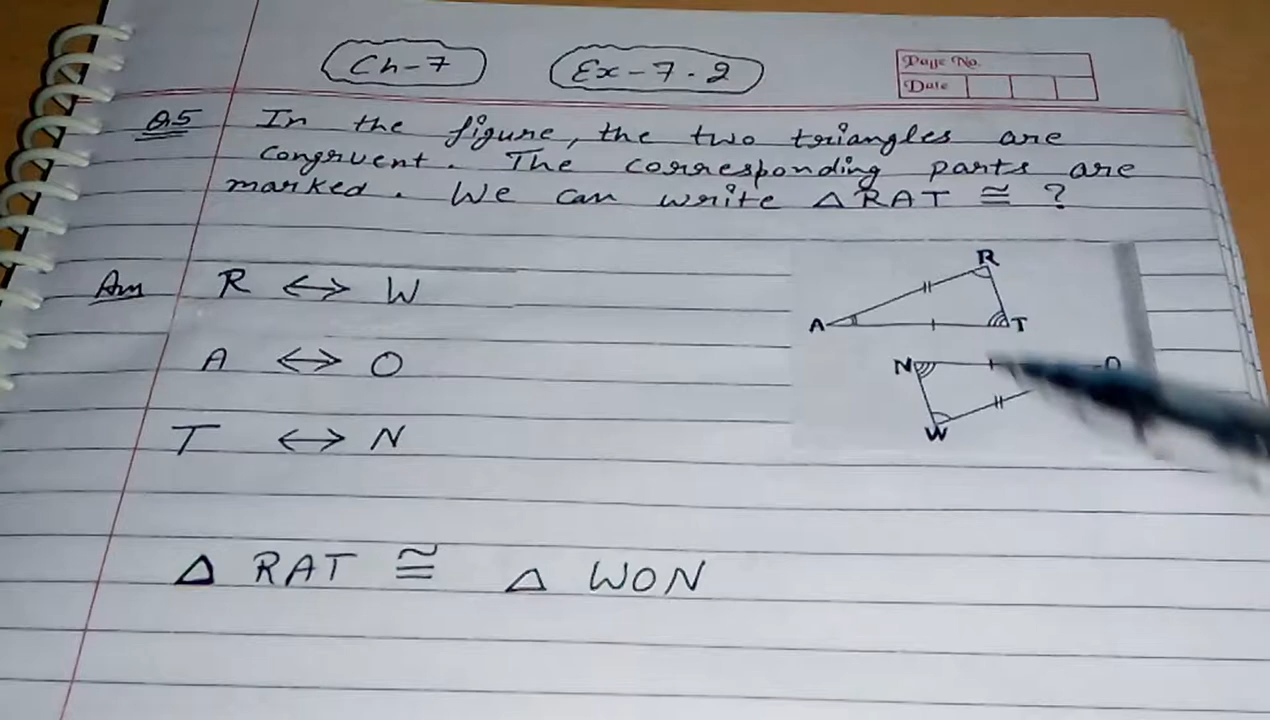 Ch-7 Ex-7.2
Page No.
Date
Q5 In the figure, the two triangles are
congruent. The corresponding parts are
marked. We can write △RAT ≅ ?
Ans R ↔ W
A ↔ O
T ↔ N
△ RAT ≅ △ WON
R
A T
N O
W